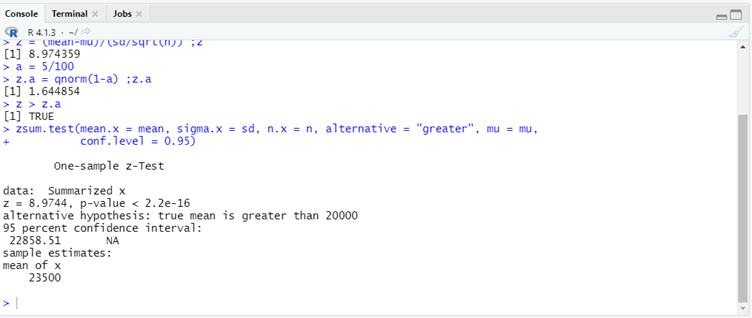 Console Terminal Jobs
R 4.1.3 · ~/
> z = (mean-mu)/(sd/sqrt(n)) ;z
[1] 8.974359
> a = 5/100
> z.a = qnorm(1-a) ;z.a
[1] 1.644854
> z > z.a
[1] TRUE
> zsum.test(mean.x = mean, sigma.x = sd, n.x = n, alternative = "greater", mu = mu,
+           conf.level = 0.95)
One-sample z-Test
data:  Summarized x
z = 8.9744, p-value < 2.2e-16
alternative hypothesis: true mean is greater than 20000
95 percent confidence interval:
22858.51       NA
sample estimates:
mean of x
23500
>